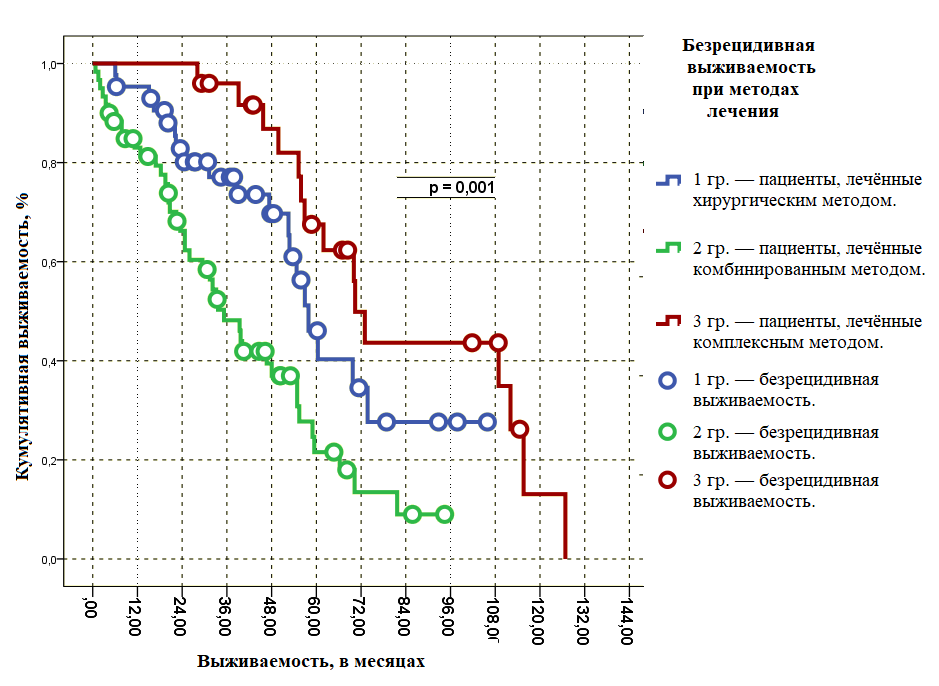 Безрецидивная
выживаемость
при методах
лечения
1,0
0,8
0,6
0,4
0,2
0,0
p = 0,001
Кумулятивная выживаемость, %
1 гр. — пациенты, лечённые
хирургическим методом.
2 гр. — пациенты, лечённые
комбинированным методом.
3 гр. — пациенты, лечённые
комплексным методом.
1 гр. — безрецидивная
выживаемость.
2 гр. — безрецидивная
выживаемость.
3 гр. — безрецидивная
выживаемость.
,00
12,00
24,00
36,00
48,00
60,00
72,00
84,00
96,00
108,00
120,00
132,00
144,00
Выживаемость, в месяцах